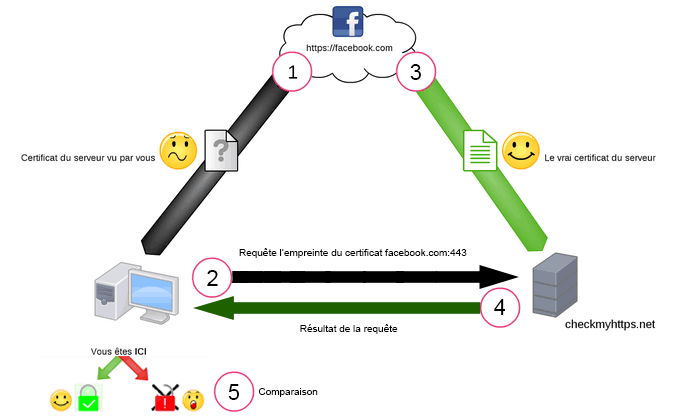 f
https://facebook.com
1
3
?
Certificat du serveur vu par vous
Le vrai certificat du serveur
Requête l'empreinte du certificat facebook.com:443
2
4
Résultat de la requête
checkmyhttps.net
Vous êtes ICI
!
5
Comparaison